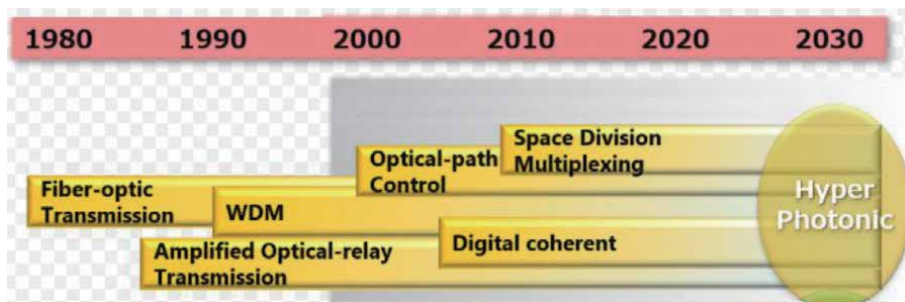 1980 1990 2000 2010 2020 2030
Space Division
Multiplexing
Optical-path
Control
Fiber-optic
Transmission
WDM
Hyper
Photonic
Digital coherent
Amplified Optical-relay
Transmission